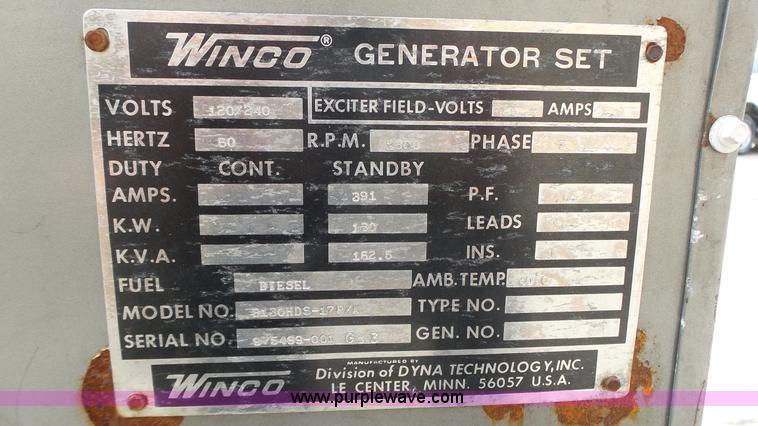 WINCO® GENERATOR SET
VOLTS 120/240 EXCITER FIELD-VOLTS AMPS
HERTZ 60 R.P.M. PHASE
DUTY CONT. STANDBY
AMPS. 391 P.F.
K.W. 130 LEADS
K.V.A. 162.5 INS.
FUEL DIESEL AMB.TEMP.
MODEL NO. TYPE NO.
SERIAL NO. GEN. NO.
MANUFACTURED BY
WINCO Division of DYNA TECHNOLOGY, INC.
LE CENTER, MINN. 56057 U.S.A.
www.purplewave.com